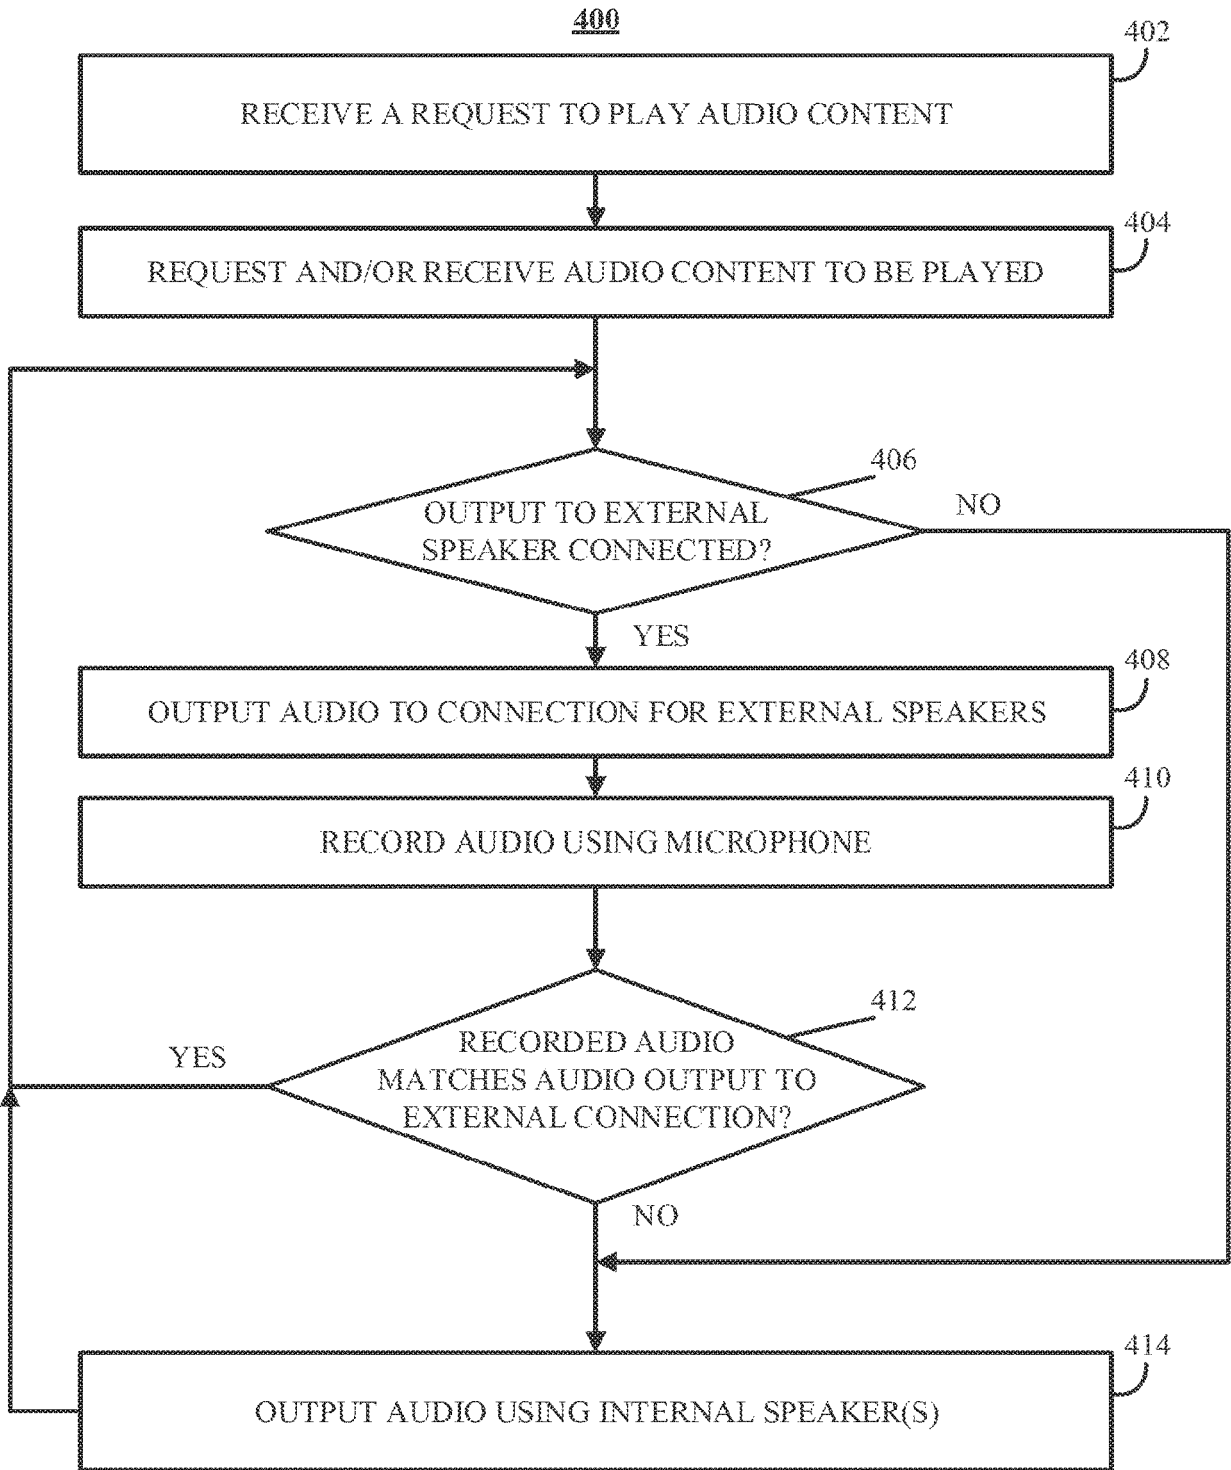 400
402
RECEIVE A REQUEST TO PLAY AUDIO CONTENT
404
REQUEST AND/OR RECEIVE AUDIO CONTENT TO BE PLAYED
406
OUTPUT TO EXTERNAL
SPEAKER CONNECTED?
NO
YES
408
OUTPUT AUDIO TO CONNECTION FOR EXTERNAL SPEAKERS
410
RECORD AUDIO USING MICROPHONE
412
RECORDED AUDIO
MATCHES AUDIO OUTPUT TO
EXTERNAL CONNECTION?
YES
NO
414
OUTPUT AUDIO USING INTERNAL SPEAKER(S)